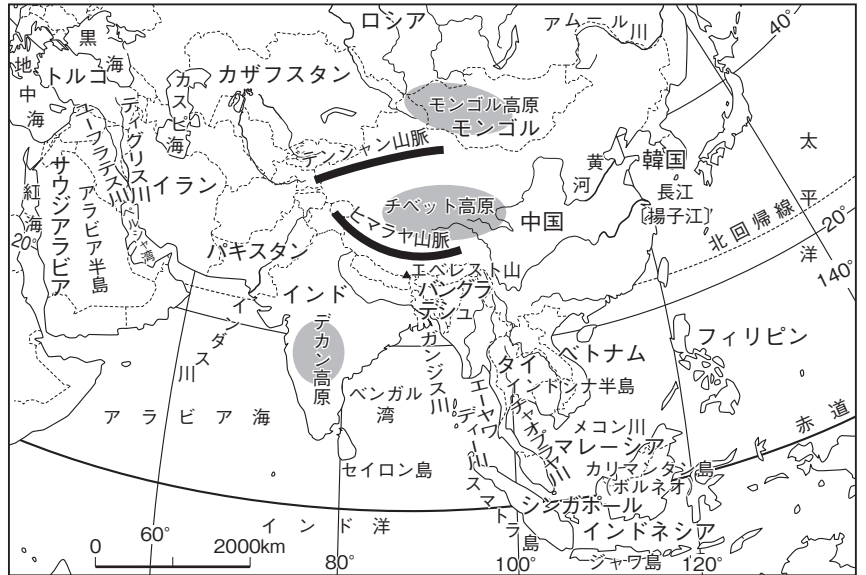 ロシア
アムール川
40°
黒海
地中海
トルコ
カスピ海
カザフスタン
モンゴル高原
モンゴル
テンシャン山脈
黄河
韓国
太平洋
ティグリス川
ユーフラテス川
イラン
サウジアラビア
アラビア半島
紅海
20°
ペルシャ湾
チベット高原
中国
長江
〔揚子江〕
ヒマラヤ山脈
北回帰線
20°
140°
パキスタン
▲エベレスト山
インド
バングラ
デシュ
インダス川
デカン高原
ガンジス川
タイ
ベトナム
フィリピン
インドシナ半島
ベンガル
湾
アラビア海
エーヤワディー川
チャオプラヤ川
メコン川
マレーシア
赤道
カリマンタン島
(ボルネオ)
セイロン島
スマトラ島
シンガポール
インドネシア
インド洋
ジャワ島
0
2000km
60°
80°
100°
120°